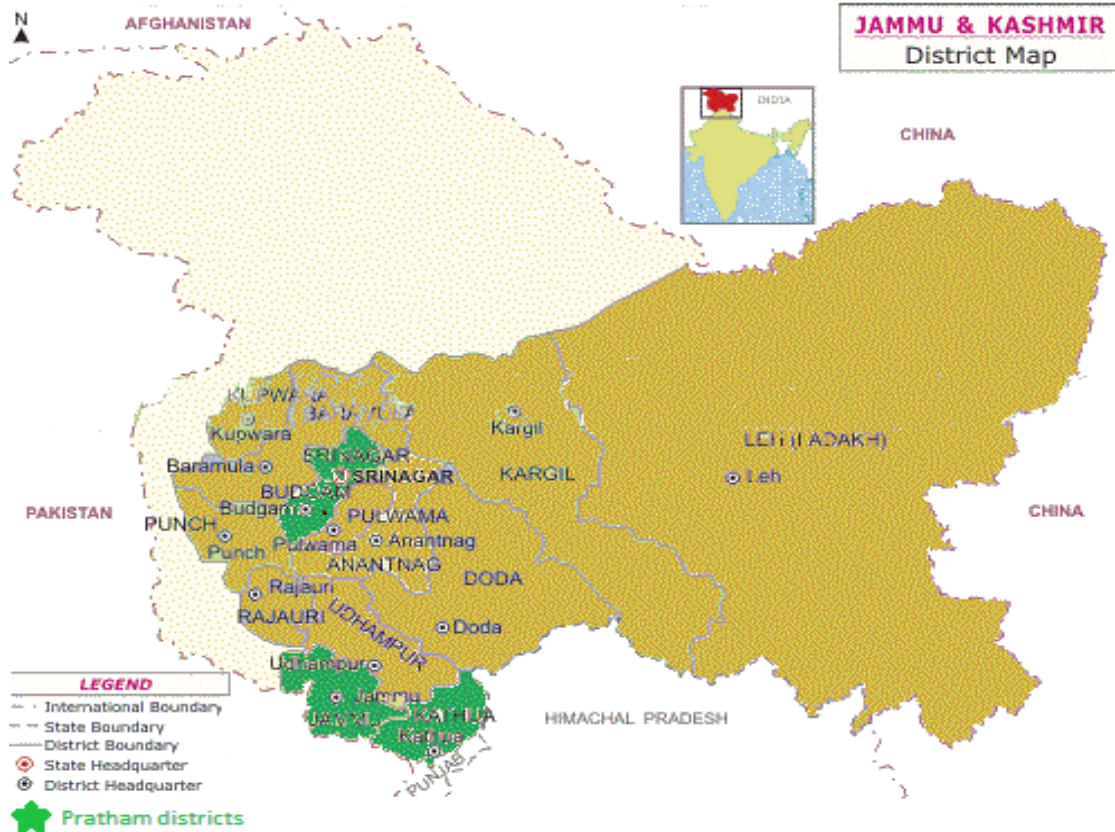 N
AFGHANISTAN
JAMMU & KASHMIR
District Map
INDIA
CHINA
KUPWARA
Kupwara
Kargil
KARGIL
LEH (LADAKH)
Leh
SRINAGAR
SRINAGAR
Baramula
Budgam
PAKISTAN
CHINA
PUNCH
Punch
PULWAMA
Pulwama
Anantnag
ANANTNAG
DODA
Rajauri
RAJAURI
UDHAMPUR
Doda
Udhampur
Jammu
KATHUA
Kathua
HIMACHAL PRADESH
PUNJAB
LEGEND
International Boundary
State Boundary
District Boundary
State Headquarter
District Headquarter
Pratham districts